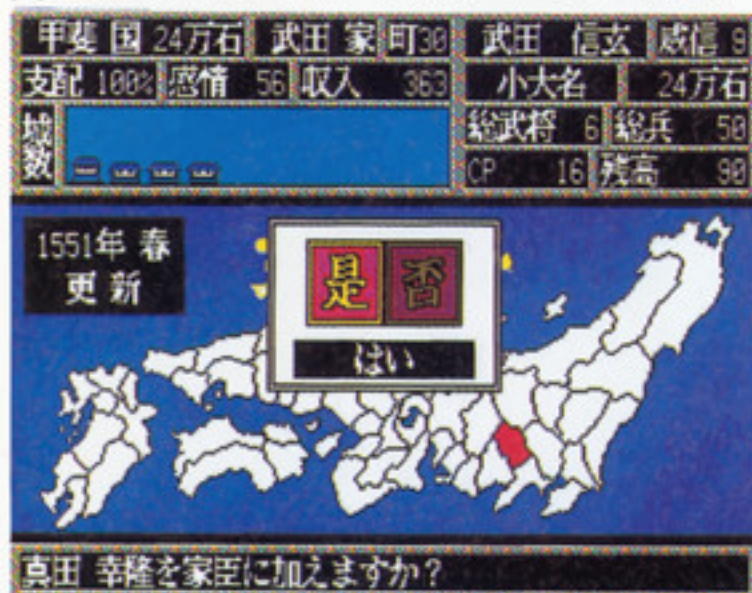 甲斐 国 24万石 武田 家 町30 武田 信玄 威信 9
支配 100% 感情 56 収入 363 小大名 24万石
城数 総武将 6 総兵 50
CP 16 残高 90
1551年 春
更新
是 否
はい
真田 幸隆を家臣に加えますか?